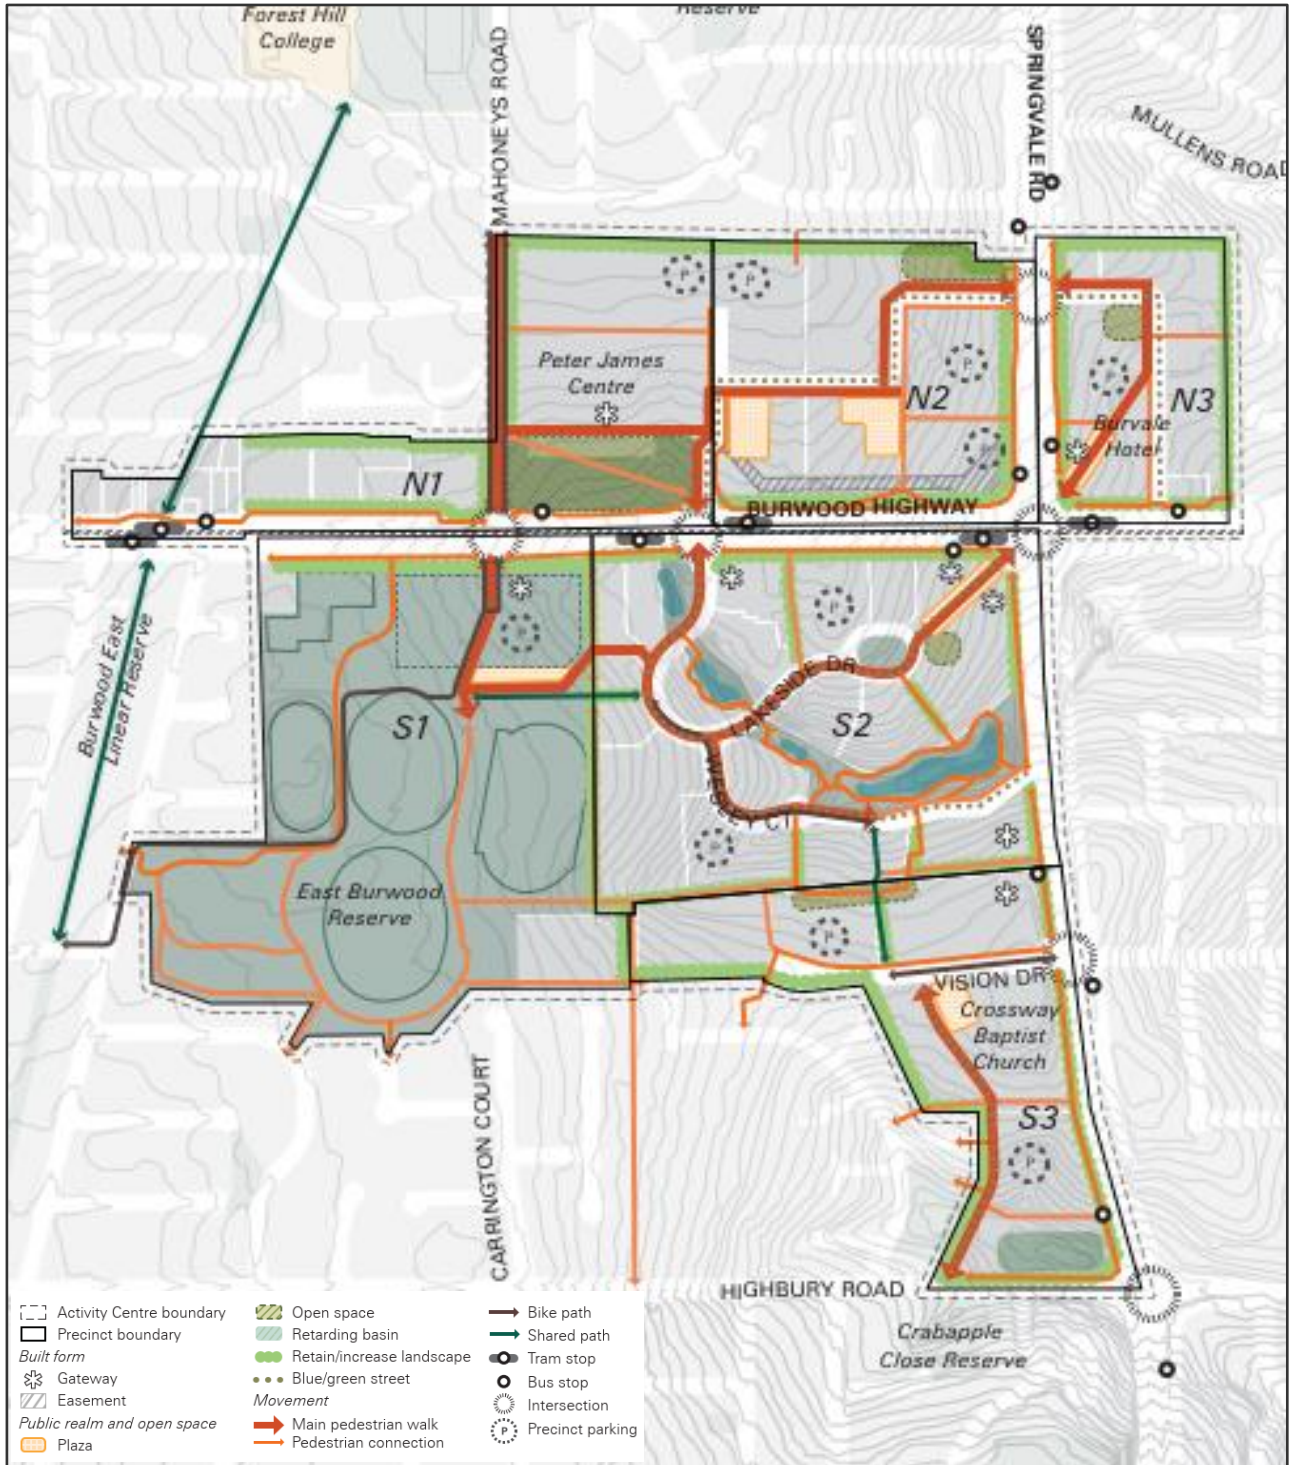 Forest Hill
College
Reserve
MAHONEYS ROAD
SPRINGVALE RD
MULLENS ROAD
P
P
Peter James
Centre
P
N2
P
N3
Burvale
Hotel
P
N1
BURWOOD HIGHWAY
Burwood East
Linear Reserve
P
P
LAKESIDE DR
S1
S2
WESLEY CT
P
East Burwood
Reserve
P
VISION DR
Crossway
Baptist
Church
S3
P
CARRINGTON COURT
HIGHBURY ROAD
Crabapple
Close Reserve
Activity Centre boundary
Precinct boundary
Built form
Gateway
Easement
Public realm and open space
Plaza
Open space
Retarding basin
Retain/increase landscape
Blue/green street
Movement
Main pedestrian walk
Pedestrian connection
Bike path
Shared path
Tram stop
Bus stop
Intersection
P Precinct parking